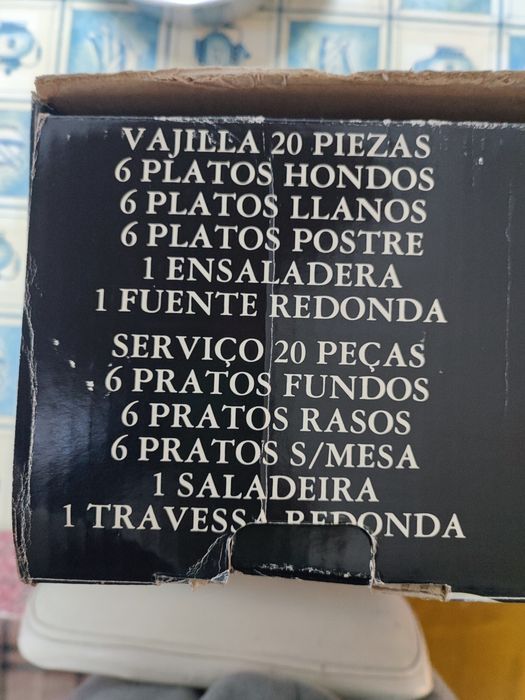 VAJILLA 20 PIEZAS
6 PLATOS HONDOS
6 PLATOS LLANOS
6 PLATOS POSTRE
1 ENSALADERA
1 FUENTE REDONDA
SERVIÇO 20 PEÇAS
6 PRATOS FUNDOS
6 PRATOS RASOS
6 PRATOS S/MESA
1 SALADEIRA
1 TRAVESSA REDONDA